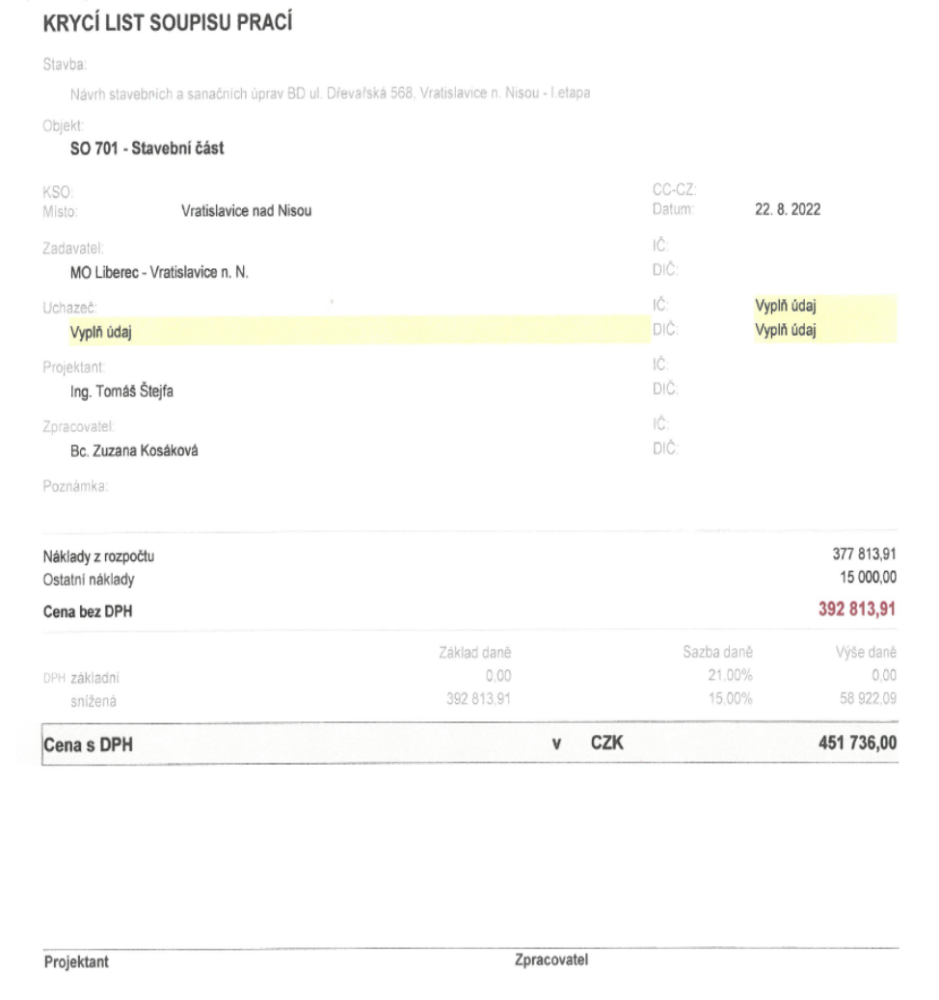 KRYCÍ LIST SOUPISU PRACÍ
Stavba:
Návrh stavebních a sanačních úprav BD ul. Dřevařská 568, Vratislavice n. Nisou - I.etapa
Objekt:
SO 701 - Stavební část
KSO: CC-CZ:
Místo: Vratislavice nad Nisou Datum: 22. 8. 2022
Zadavatel: IČ:
MO Liberec - Vratislavice n. N. DIČ:
Uchazeč: IČ: Vyplň údaj
Vyplň údaj DIČ: Vyplň údaj
Projektant: IČ:
Ing. Tomáš Štejfa DIČ:
Zpracovatel: IČ:
Bc. Zuzana Kosáková DIČ:
Poznámka:
Náklady z rozpočtu 377 813,91
Ostatní náklady 15 000,00
Cena bez DPH 392 813,91
Základ daně Sazba daně Výše daně
DPH základní 0,00 21,00% 0,00
snížená 392 813,91 15,00% 58 922,09
Cena s DPH v CZK 451 736,00
Projektant Zpracovatel